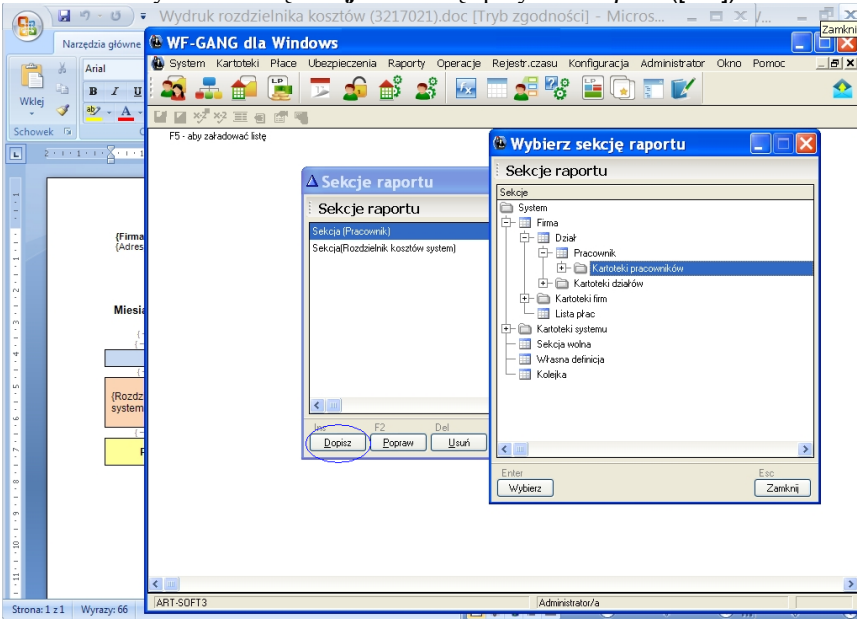 Wydruk rozdzielnika kosztów (3217021).doc [Tryb zgodności] - Micros...
Zamkni
Narzędzia główne
WF-GANG dla Windows
System Kartoteki Płace Ubezpieczenia Raporty Operacje Rejestr.czasu Konfiguracja Administrator Okno Pomoc
Arial
Wklej
B I U
Schowek
F5 - aby załadować listę
Wybierz sekcję raportu
Sekcje raportu
Sekcje
System
Firma
Dział
Pracownik
Kartoteki pracowników
Kartoteki działów
Kartoteki firm
Lista płac
Kartoteki systemu
Sekcja wolna
Własna definicja
Kolejka
Enter Esc
Wybierz Zamknij
Sekcje raportu
Sekcje raportu
Sekcja (Pracownik)
Sekcja(Rozdzielnik kosztów system)
Ins F2 Del
Dopisz Popraw Usuń
{Firma
{Adres
Miesią
{Rozdz
system
ART-SOFT3 Administrator/a
Strona: 1 z 1 Wyrazy: 66